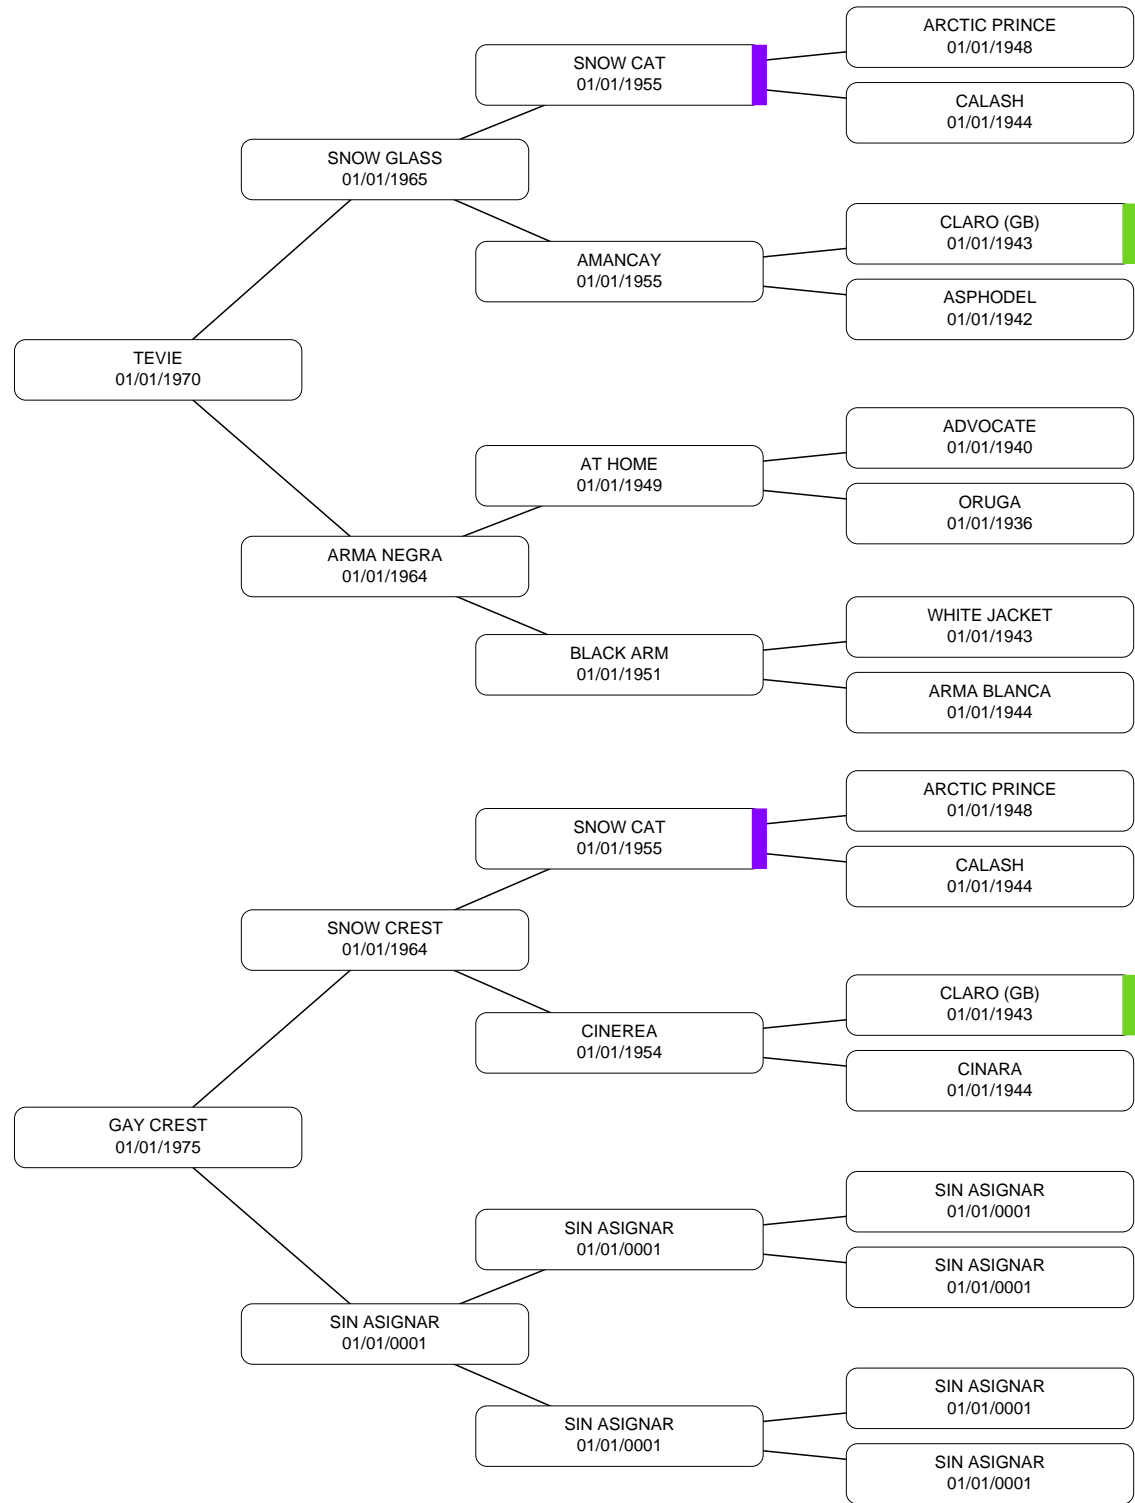 ARCTIC PRINCE
01/01/1948
SNOW CAT
01/01/1955
CALASH
01/01/1944
SNOW GLASS
01/01/1965
CLARO (GB)
01/01/1943
AMANCAY
01/01/1955
ASPHODEL
01/01/1942
TEVIE
01/01/1970
ADVOCATE
01/01/1940
AT HOME
01/01/1949
ORUGA
01/01/1936
ARMA NEGRA
01/01/1964
WHITE JACKET
01/01/1943
BLACK ARM
01/01/1951
ARMA BLANCA
01/01/1944
ARCTIC PRINCE
01/01/1948
SNOW CAT
01/01/1955
CALASH
01/01/1944
SNOW CREST
01/01/1964
CLARO (GB)
01/01/1943
CINEREA
01/01/1954
CINARA
01/01/1944
GAY CREST
01/01/1975
SIN ASIGNAR
01/01/0001
SIN ASIGNAR
01/01/0001
SIN ASIGNAR
01/01/0001
SIN ASIGNAR
01/01/0001
SIN ASIGNAR
01/01/0001
SIN ASIGNAR
01/01/0001
SIN ASIGNAR
01/01/0001